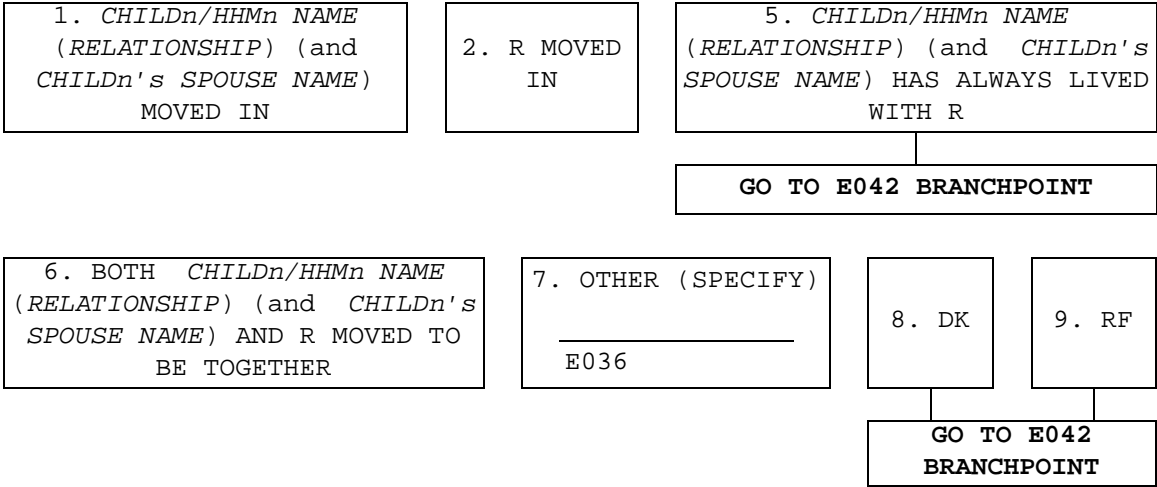 1. CHILDn/HHMn NAME
(RELATIONSHIP) (and
CHILDn's SPOUSE NAME)
MOVED IN
2. R MOVED
IN
5. CHILDn/HHMn NAME
(RELATIONSHIP) (and CHILDn's
SPOUSE NAME) HAS ALWAYS LIVED
WITH R
GO TO E042 BRANCHPOINT
6. BOTH CHILDn/HHMn NAME
(RELATIONSHIP) (and CHILDn's
SPOUSE NAME) AND R MOVED TO
BE TOGETHER
7. OTHER (SPECIFY)
E036
8. DK
9. RF
GO TO E042
BRANCHPOINT